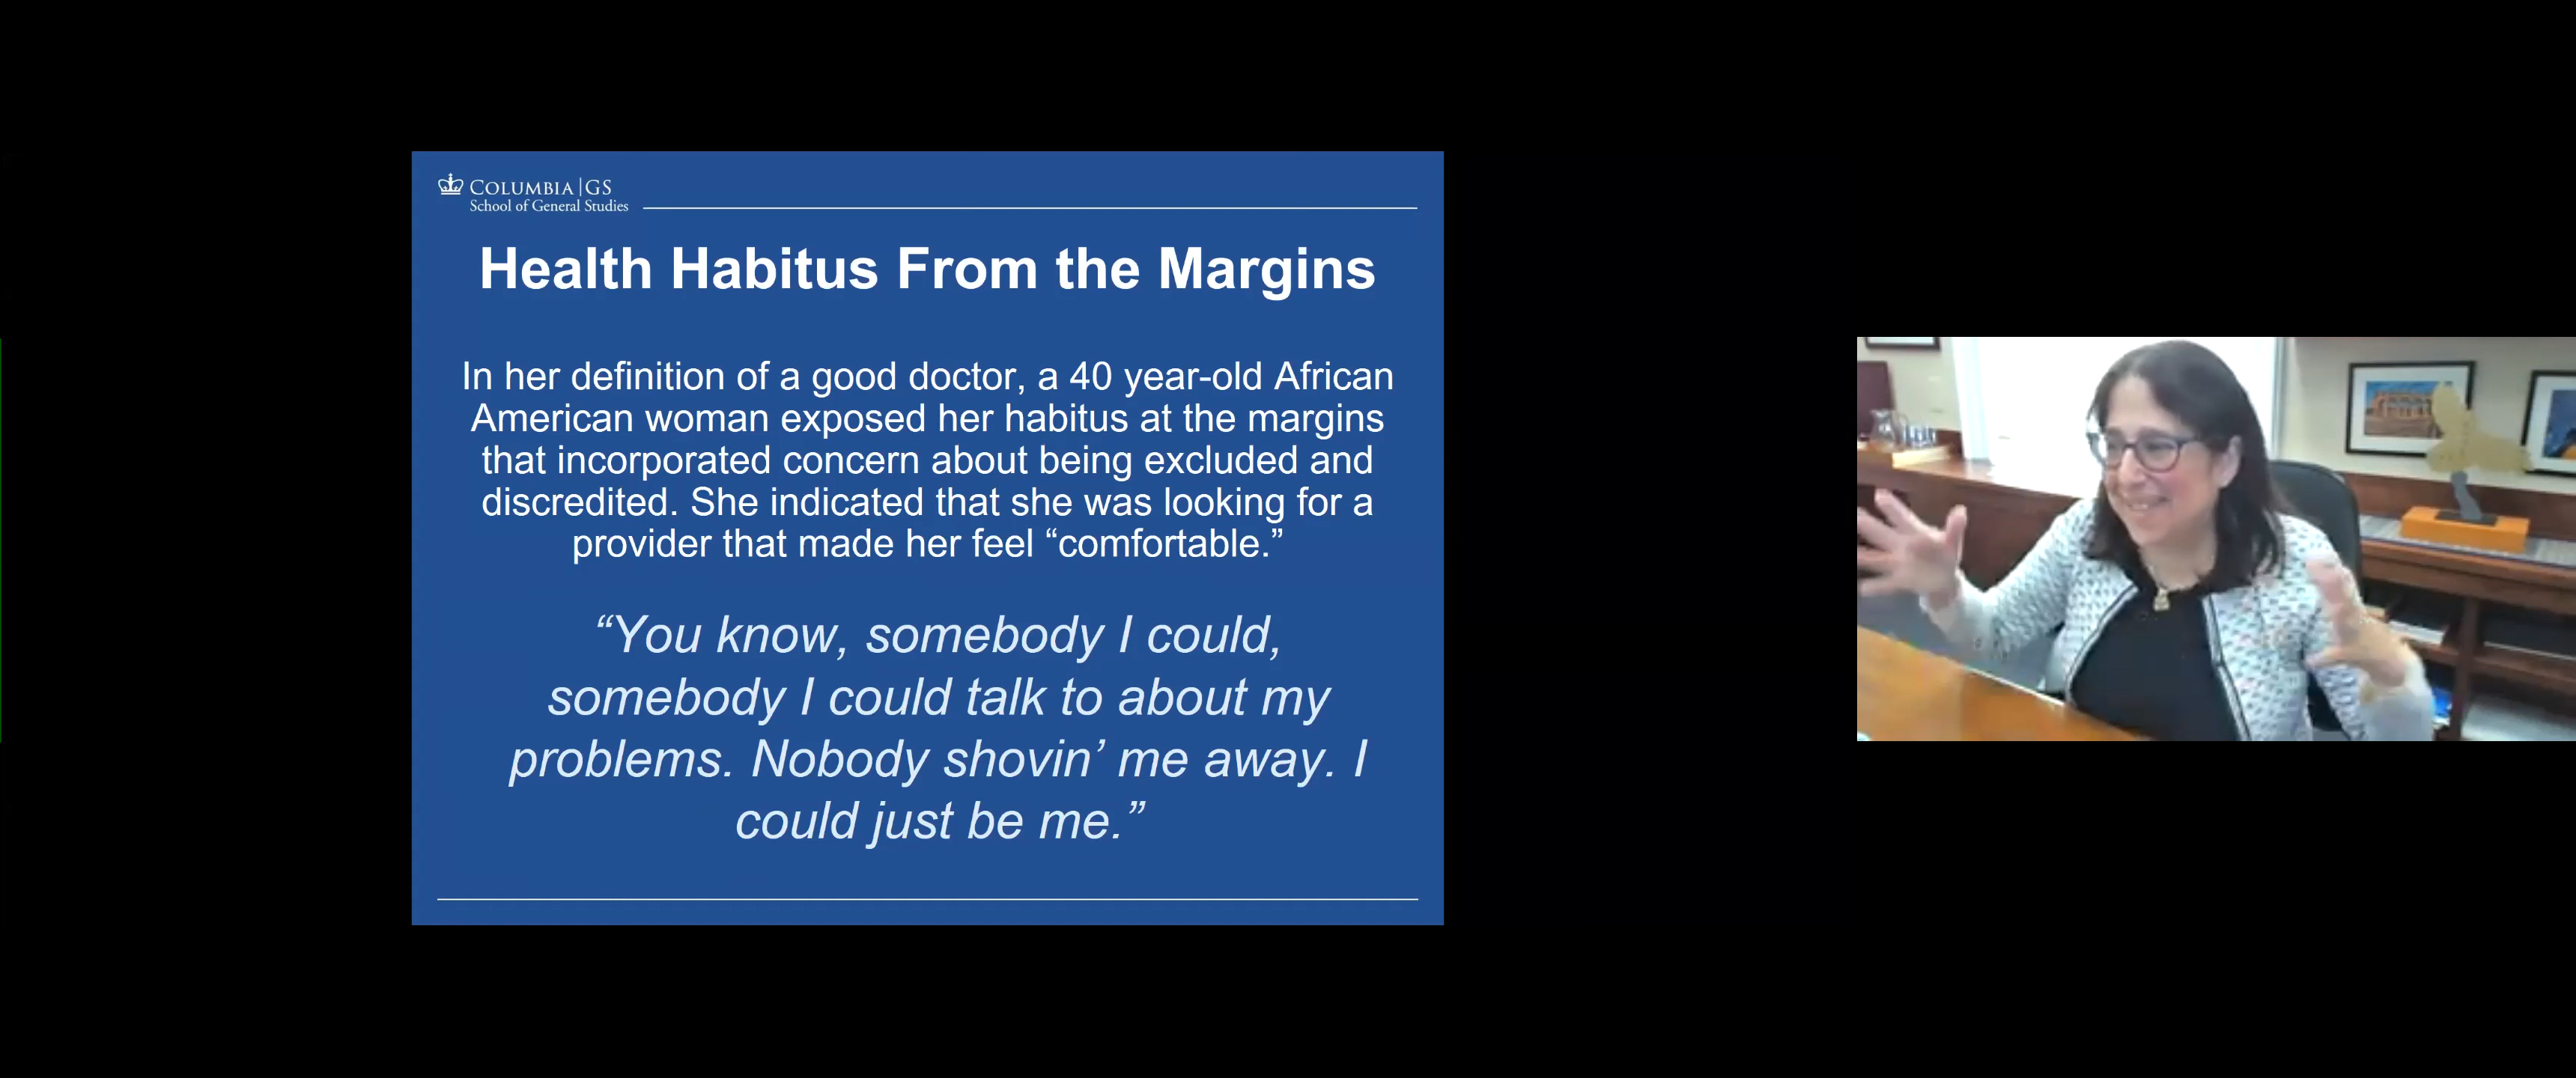 COLUMBIA | GS
School of General Studies
Health Habitus From the Margins
In her definition of a good doctor, a 40 year-old African
American woman exposed her habitus at the margins
that incorporated concern about being excluded and
discredited. She indicated that she was looking for a
provider that made her feel “comfortable.”
“You know, somebody I could,
somebody I could talk to about my
problems. Nobody shovin’ me away. I
could just be me.”